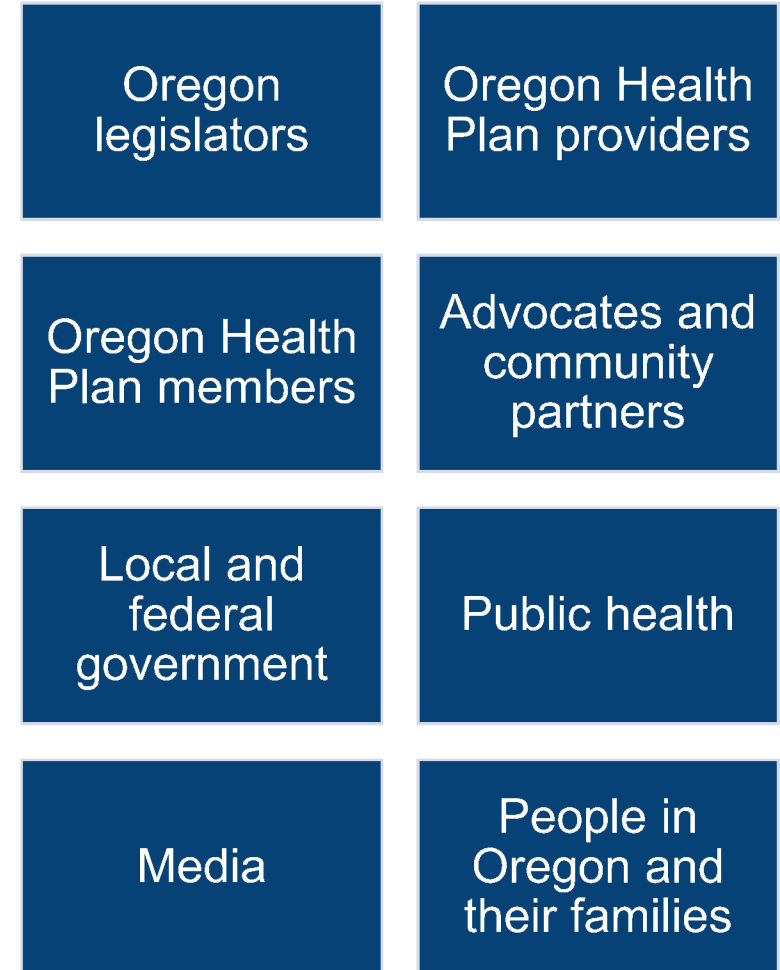 Oregon
legislators
Oregon Health
Plan providers
Oregon Health
Plan members
Advocates and
community
partners
Local and
federal
government
Public health
Media
People in
Oregon and
their families